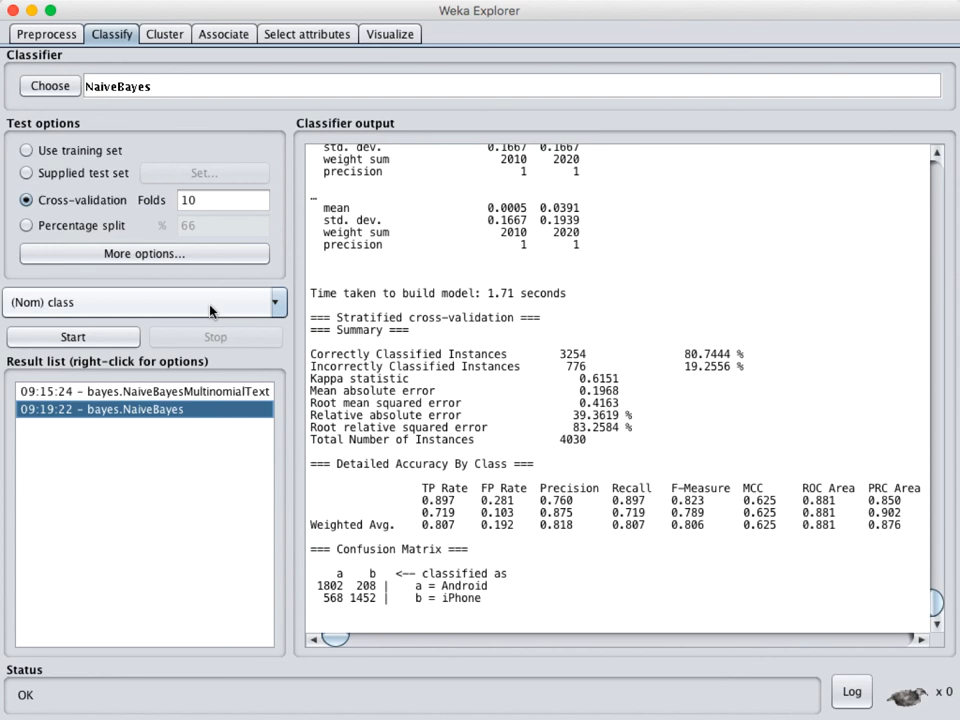 Weka Explorer
Preprocess Classify Cluster Associate Select attributes Visualize
Classifier
Choose NaiveBayes
Test options
Use training set
Supplied test set Set...
Cross-validation Folds 10
Percentage split % 66
More options...
(Nom) class
Start Stop
Result list (right-click for options)
09:15:24 - bayes.NaiveBayesMultinomialText
09:19:22 - bayes.NaiveBayes
Classifier output
std. dev. 0.1667 0.1667
weight sum 2010 2020
precision 1 1
…
mean 0.0005 0.0391
std. dev. 0.1667 0.1939
weight sum 2010 2020
precision 1 1
Time taken to build model: 1.71 seconds
=== Stratified cross-validation ===
=== Summary ===
Correctly Classified Instances 3254 80.7444 %
Incorrectly Classified Instances 776 19.2556 %
Kappa statistic 0.6151
Mean absolute error 0.1968
Root mean squared error 0.4163
Relative absolute error 39.3619 %
Root relative squared error 83.2584 %
Total Number of Instances 4030
=== Detailed Accuracy By Class ===
TP Rate FP Rate Precision Recall F-Measure MCC ROC Area PRC Area
0.897 0.281 0.760 0.897 0.823 0.625 0.881 0.850
0.719 0.103 0.875 0.719 0.789 0.625 0.881 0.902
Weighted Avg. 0.807 0.192 0.818 0.807 0.806 0.625 0.881 0.876
=== Confusion Matrix ===
a b <-- classified as
1802 208 | a = Android
568 1452 | b = iPhone
Status
OK
Log
x 0